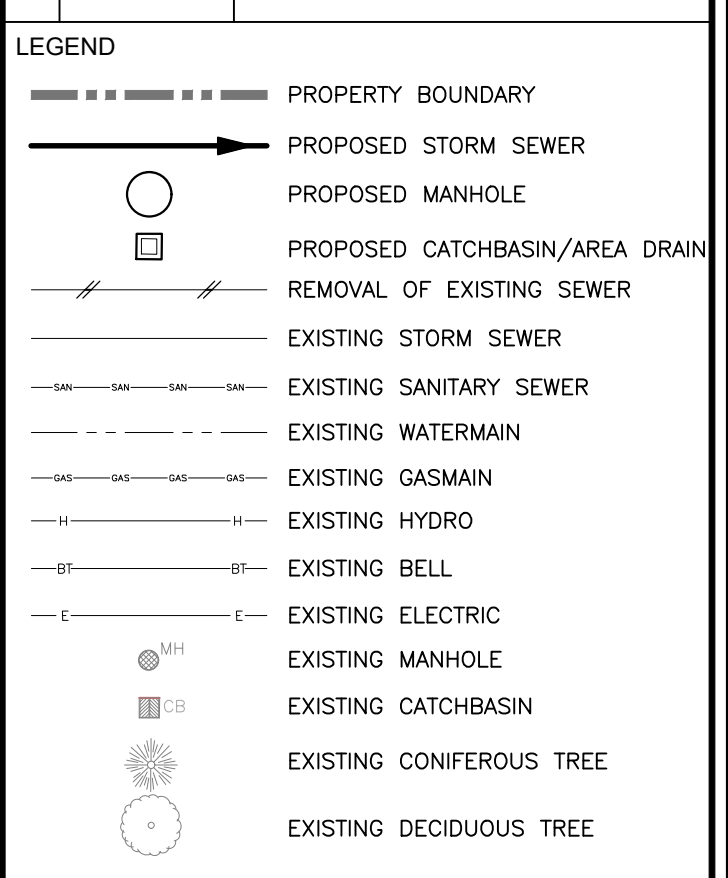 LEGEND
PROPERTY BOUNDARY
PROPOSED STORM SEWER
PROPOSED MANHOLE
PROPOSED CATCHBASIN/AREA DRAIN
REMOVAL OF EXISTING SEWER
EXISTING STORM SEWER
SAN SAN SAN SAN EXISTING SANITARY SEWER
EXISTING WATERMAIN
GAS GAS GAS GAS EXISTING GASMAIN
H H EXISTING HYDRO
BT BT EXISTING BELL
E E EXISTING ELECTRIC
MH EXISTING MANHOLE
CB EXISTING CATCHBASIN
EXISTING CONIFEROUS TREE
EXISTING DECIDUOUS TREE